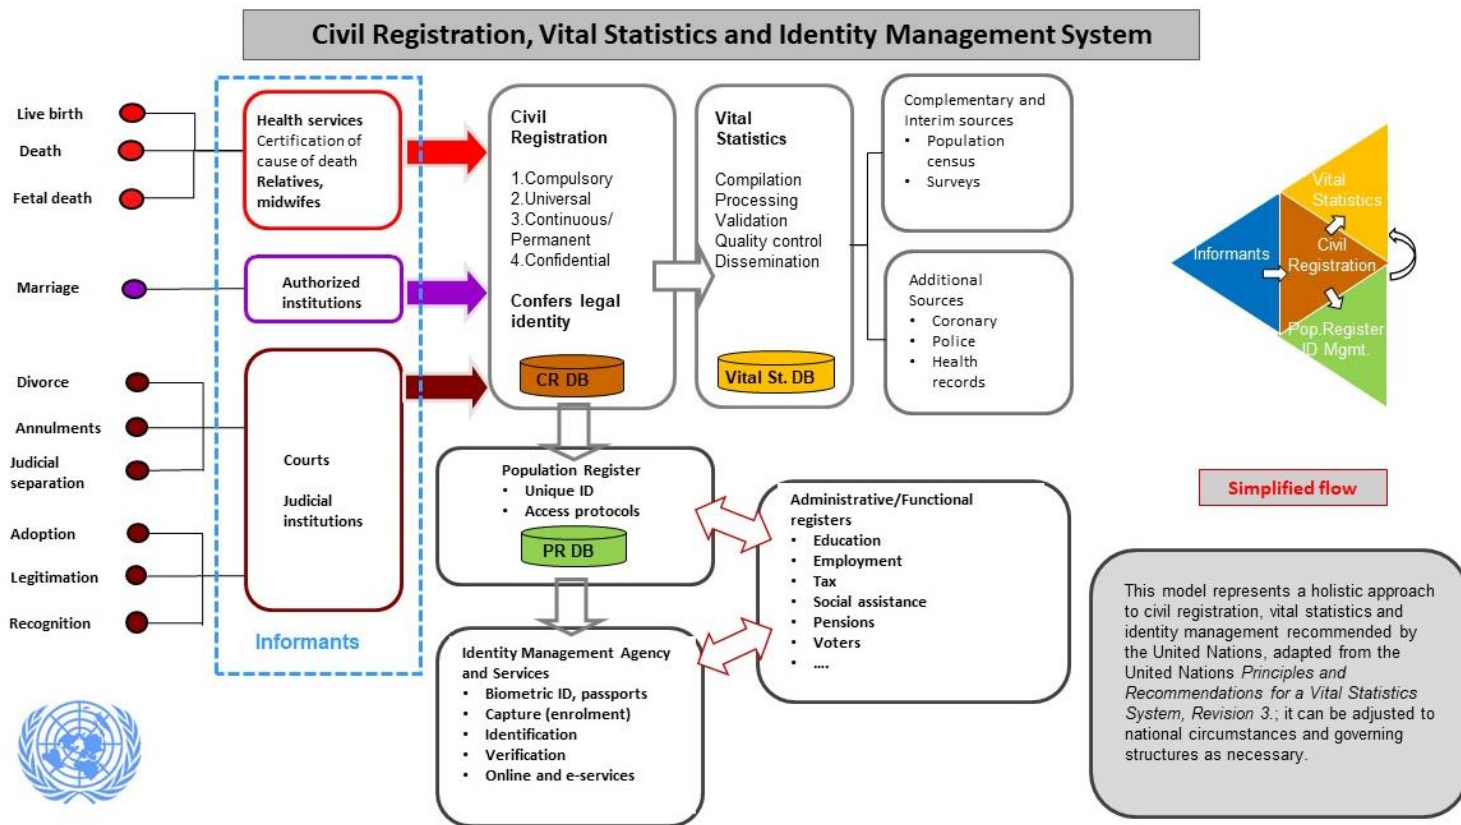 Civil Registration, Vital Statistics and Identity Management System
Live birth
Death
Fetal death
Marriage
Divorce
Annulments
Judicial
separation
Adoption
Legitimation
Recognition
Health services
Certification of
cause of death
Relatives,
midwifes
Authorized
institutions
Courts
Judicial
institutions
Informants
Civil
Registration
1.Compulsory
2.Universal
3.Continuous/
Permanent
4.Confidential
Confers legal
identity
CR DB
Vital
Statistics
Compilation
Processing
Validation
Quality control
Dissemination
Vital St. DB
Complementary and
Interim sources
• Population
census
• Surveys
Additional
Sources
• Coronary
• Police
• Health
records
Population Register
• Unique ID
• Access protocols
PR DB
Identity Management Agency
and Services
• Biometric ID, passports
• Capture (enrolment)
• Identification
• Verification
• Online and e-services
Administrative/Functional
registers
• Education
• Employment
• Tax
• Social assistance
• Pensions
• Voters
• ....
Vital
Statistics
Informants
Civil
Registration
Pop.Register
ID Mgmt.
Simplified flow
This model represents a holistic approach
to civil registration, vital statistics and
identity management recommended by
the United Nations, adapted from the
United Nations Principles and
Recommendations for a Vital Statistics
System, Revision 3.; it can be adjusted to
national circumstances and governing
structures as necessary.